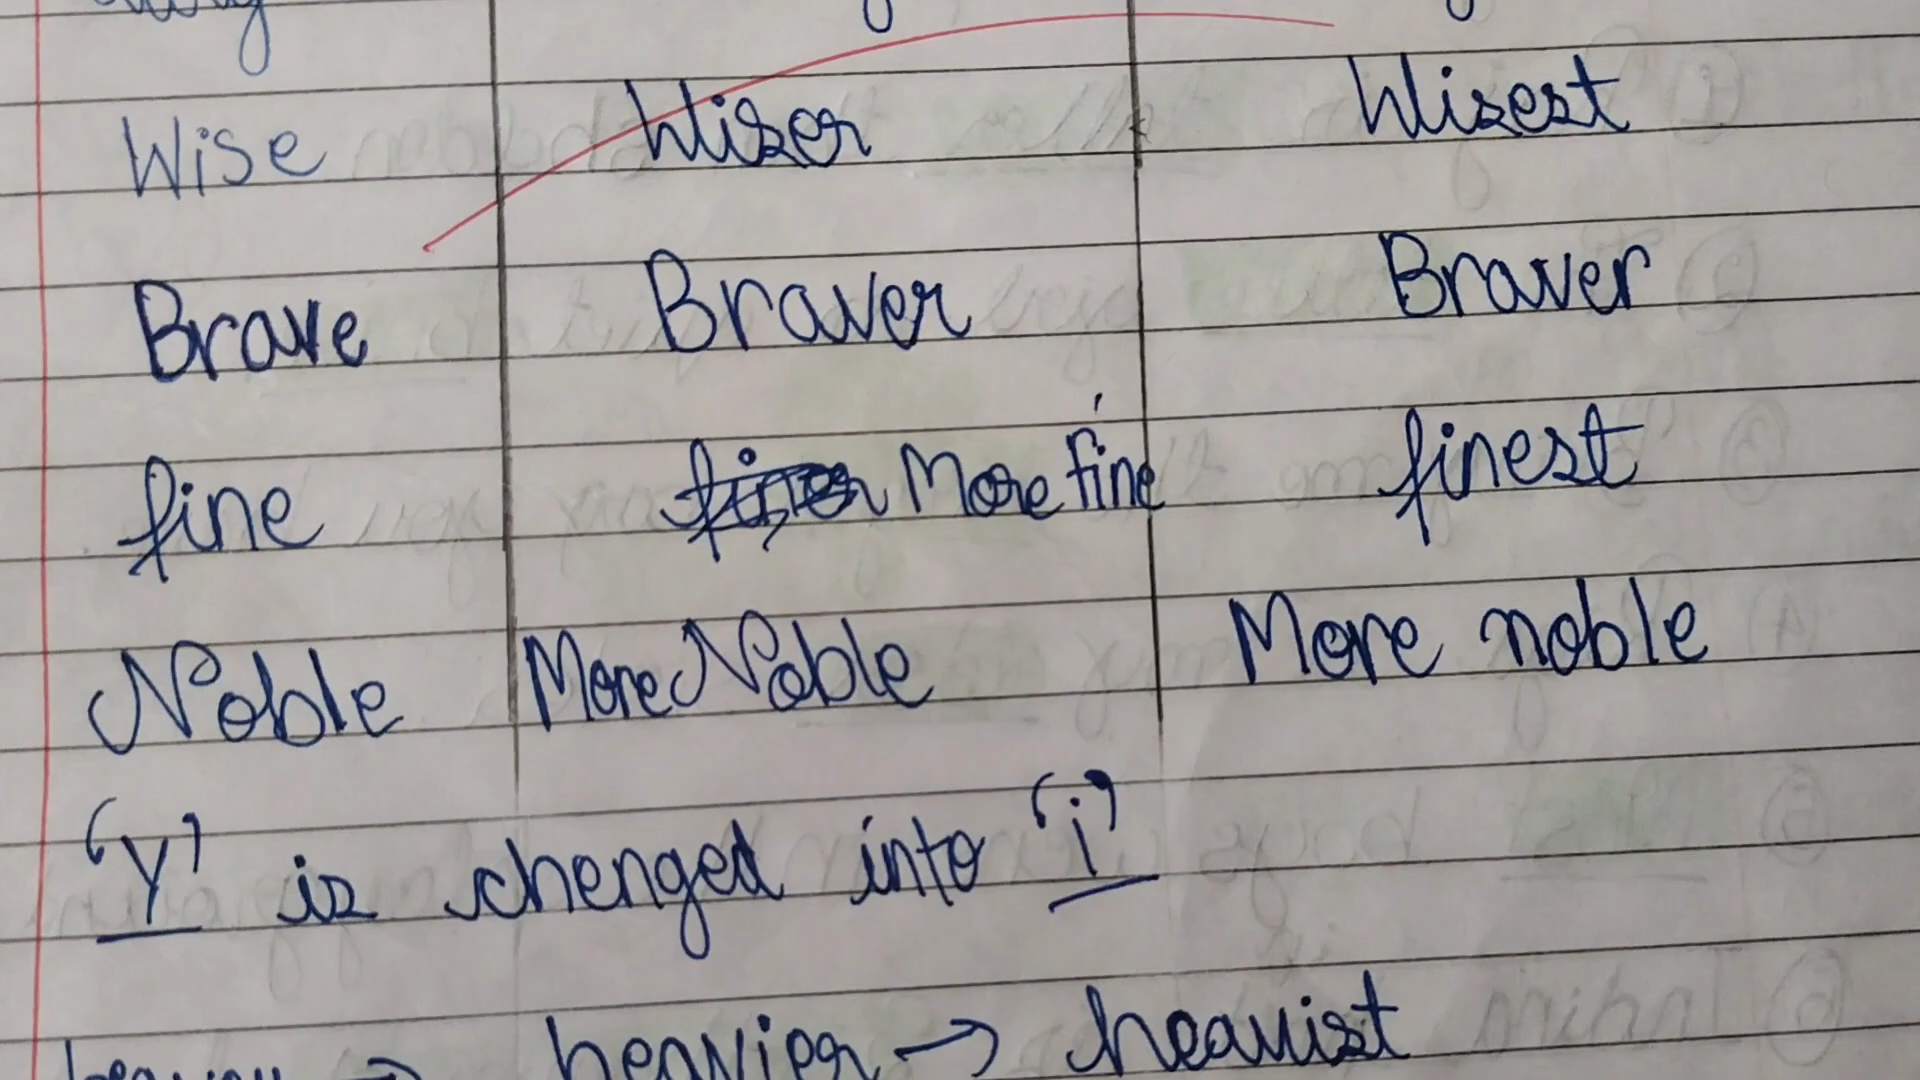 Wise Wiser Wisest
Brave Braver Braver
fine More fine finest
Noble More Noble More noble
'Y' is chenged into 'i'
heavier → heavist